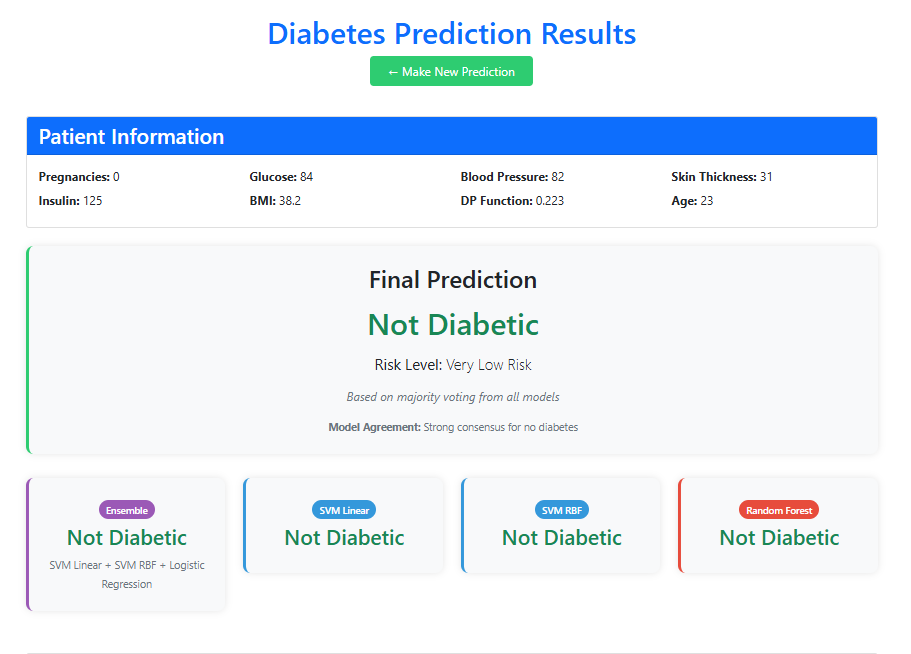 Diabetes Prediction Results
← Make New Prediction
Patient Information
Pregnancies: 0
Glucose: 84
Blood Pressure: 82
Skin Thickness: 31
Insulin: 125
BMI: 38.2
DP Function: 0.223
Age: 23
Final Prediction
Not Diabetic
Risk Level: Very Low Risk
Based on majority voting from all models
Model Agreement: Strong consensus for no diabetes
Ensemble
Not Diabetic
SVM Linear + SVM RBF + Logistic
Regression
SVM Linear
Not Diabetic
SVM RBF
Not Diabetic
Random Forest
Not Diabetic